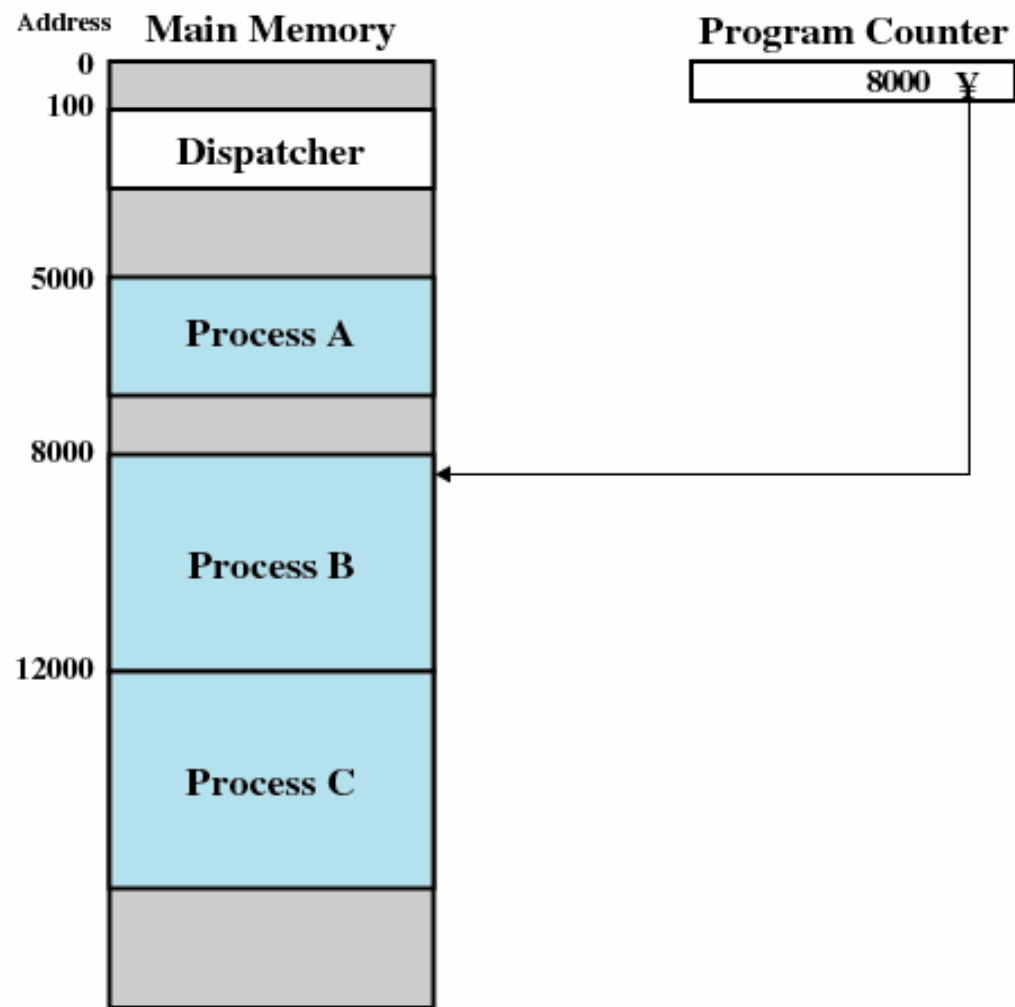 Address
Main Memory
0
100
Dispatcher
5000
Process A
8000
Process B
12000
Process C
Program Counter
8000 ¥